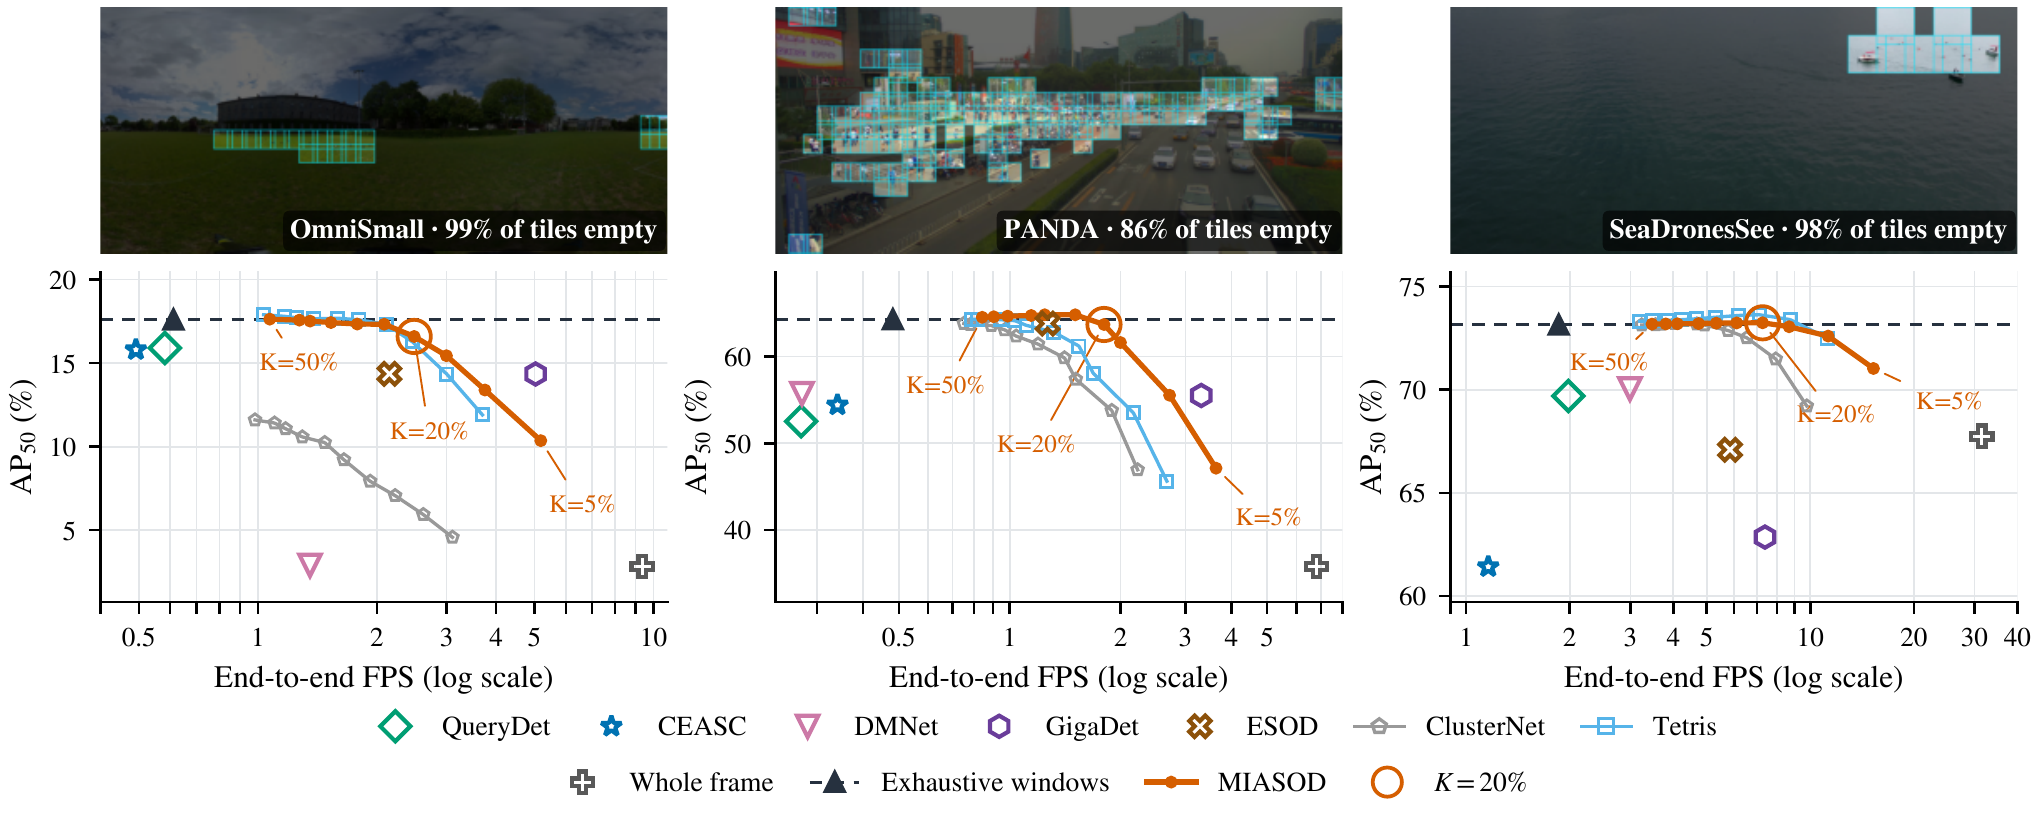 OmniSmall · 99% of tiles empty
PANDA · 86% of tiles empty
SeaDronesSee · 98% of tiles empty
20
15
10
5
AP50 (%)
K=50%
K=20%
K=5%
0.5 1 2 3 4 5 10
End-to-end FPS (log scale)
60
50
40
AP50 (%)
K=50%
K=20%
K=5%
0.5 1 2 3 4 5
End-to-end FPS (log scale)
75
70
65
60
AP50 (%)
K=50%
K=20%
K=5%
1 2 3 4 5 10 20 30 40
End-to-end FPS (log scale)
QueryDet CEASC DMNet GigaDet ESOD ClusterNet Tetris
Whole frame Exhaustive windows MIASOD K = 20%